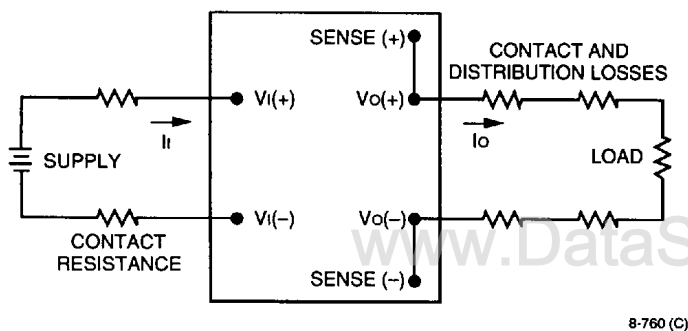 SENSE (+)
CONTACT AND
DISTRIBUTION LOSSES
VI(+)
VO(+)
II
IO
SUPPLY
LOAD
VI(–)
VO(–)
CONTACT
RESISTANCE
SENSE (–)
www.DataS
8-760 (C)